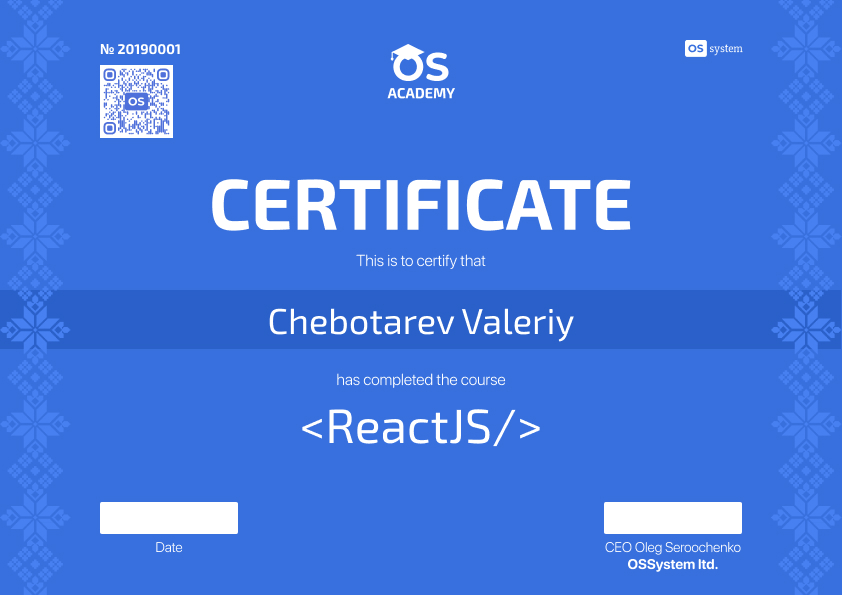 № 20190001
OS
OS
ACADEMY
OS system
CERTIFICATE
This is to certify that
Chebotarev Valeriy
has completed the course
<ReactJS/>
Date
CEO Oleg Seroochenko
OSSystem ltd.